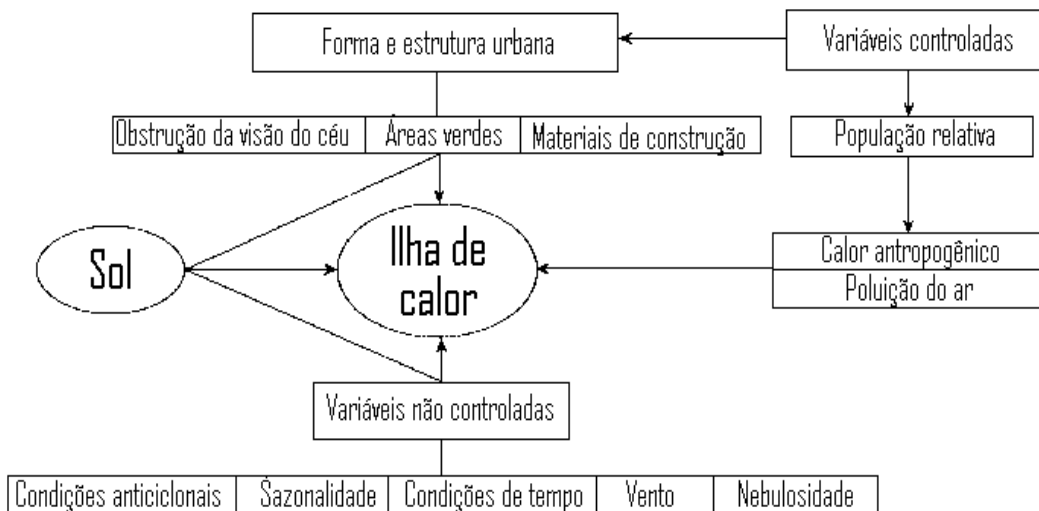 Forma e estrutura urbana
Variáveis controladas
Obstrução da visão do céu
Áreas verdes
Materiais de construção
População relativa
Sol
Ilha de
calor
Calor antropogênico
Poluição do ar
Variáveis não controladas
Condições anticiclonais
Sazonalidade
Condições de tempo
Vento
Nebulosidade